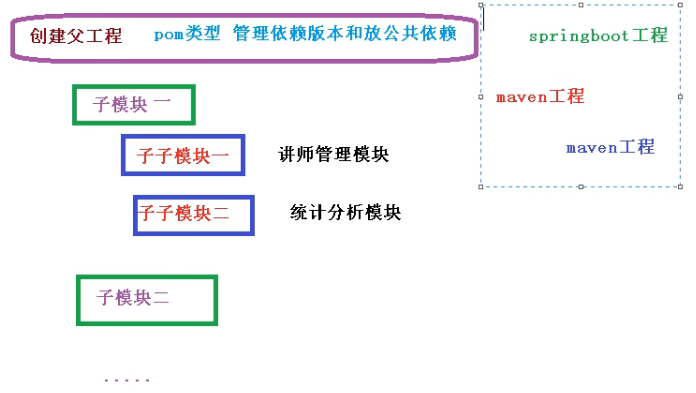 创建父工程 pom类型 管理依赖版本和放公共依赖
springboot工程
子模块一
maven工程
子子模块一 讲师管理模块
maven工程
子子模块二 统计分析模块
子模块二
.....